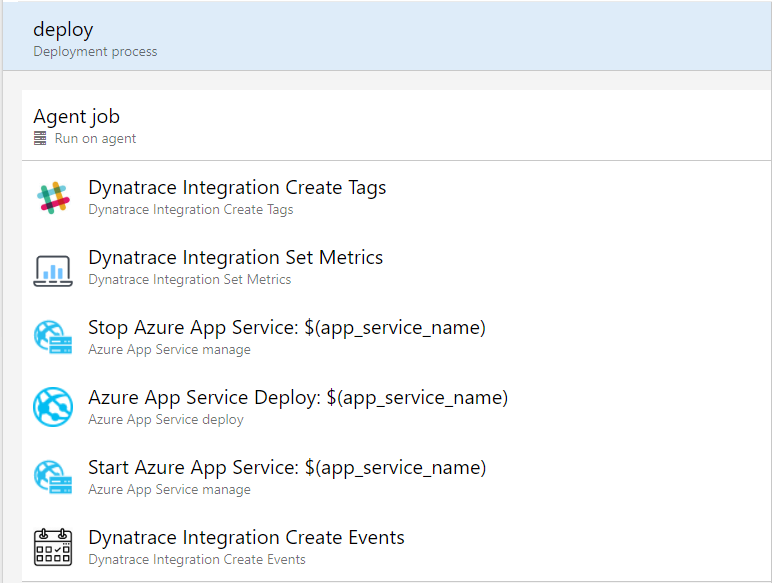 deploy
Deployment process
Agent job
Run on agent
Dynatrace Integration Create Tags
Dynatrace Integration Create Tags
Dynatrace Integration Set Metrics
Dynatrace Integration Set Metrics
Stop Azure App Service: $(app_service_name)
Azure App Service manage
Azure App Service Deploy: $(app_service_name)
Azure App Service deploy
Start Azure App Service: $(app_service_name)
Azure App Service manage
Dynatrace Integration Create Events
Dynatrace Integration Create Events